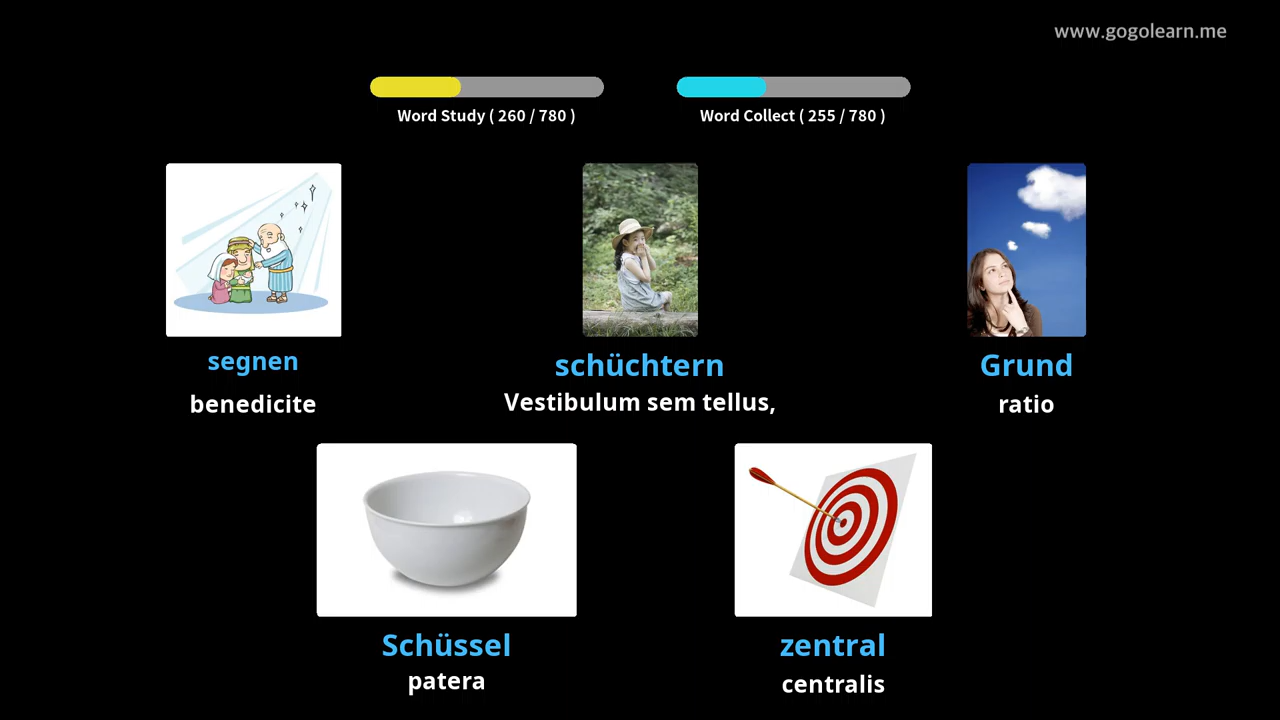 www.gogolearn.me
Word Study ( 260 / 780 )
Word Collect ( 255 / 780 )
segnen
benedicite
schüchtern
Vestibulum sem tellus,
Grund
ratio
Schüssel
patera
zentral
centralis